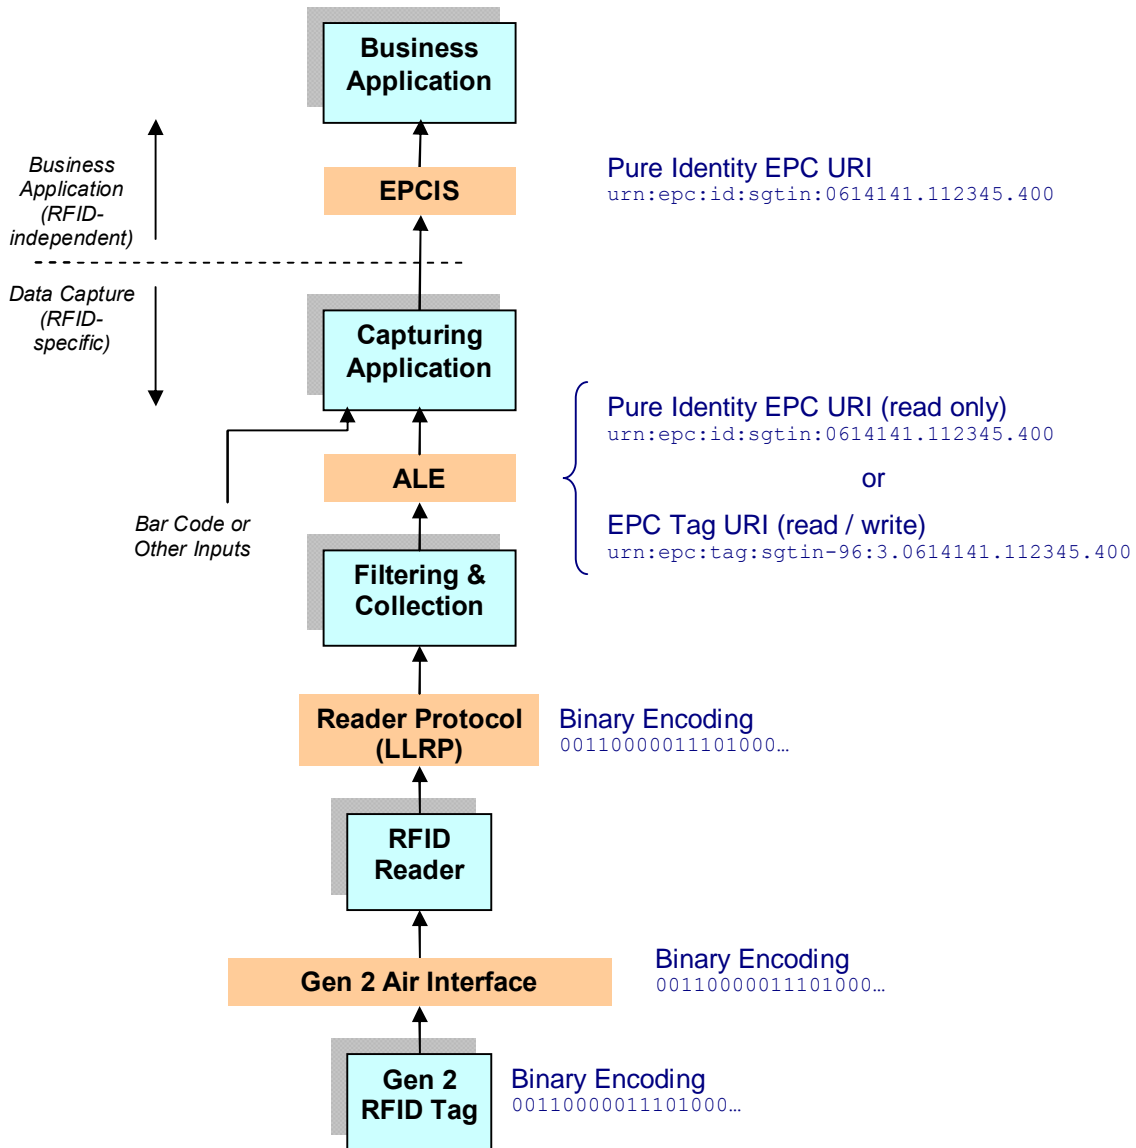 Business
Application
Business
Application
(RFID-
independent)
EPCIS
Pure Identity EPC URI
urn:epc:id:sgtin:0614141.112345.400
Data Capture
(RFID-
specific)
Capturing
Application
Pure Identity EPC URI (read only)
urn:epc:id:sgtin:0614141.112345.400
ALE
or
Bar Code or
Other Inputs
EPC Tag URI (read / write)
urn:epc:tag:sgtin-96:3.0614141.112345.400
Filtering &
Collection
Reader Protocol
(LLRP)
Binary Encoding
00110000011101000…
RFID
Reader
Gen 2 Air Interface
Binary Encoding
00110000011101000…
Gen 2
RFID Tag
Binary Encoding
00110000011101000…